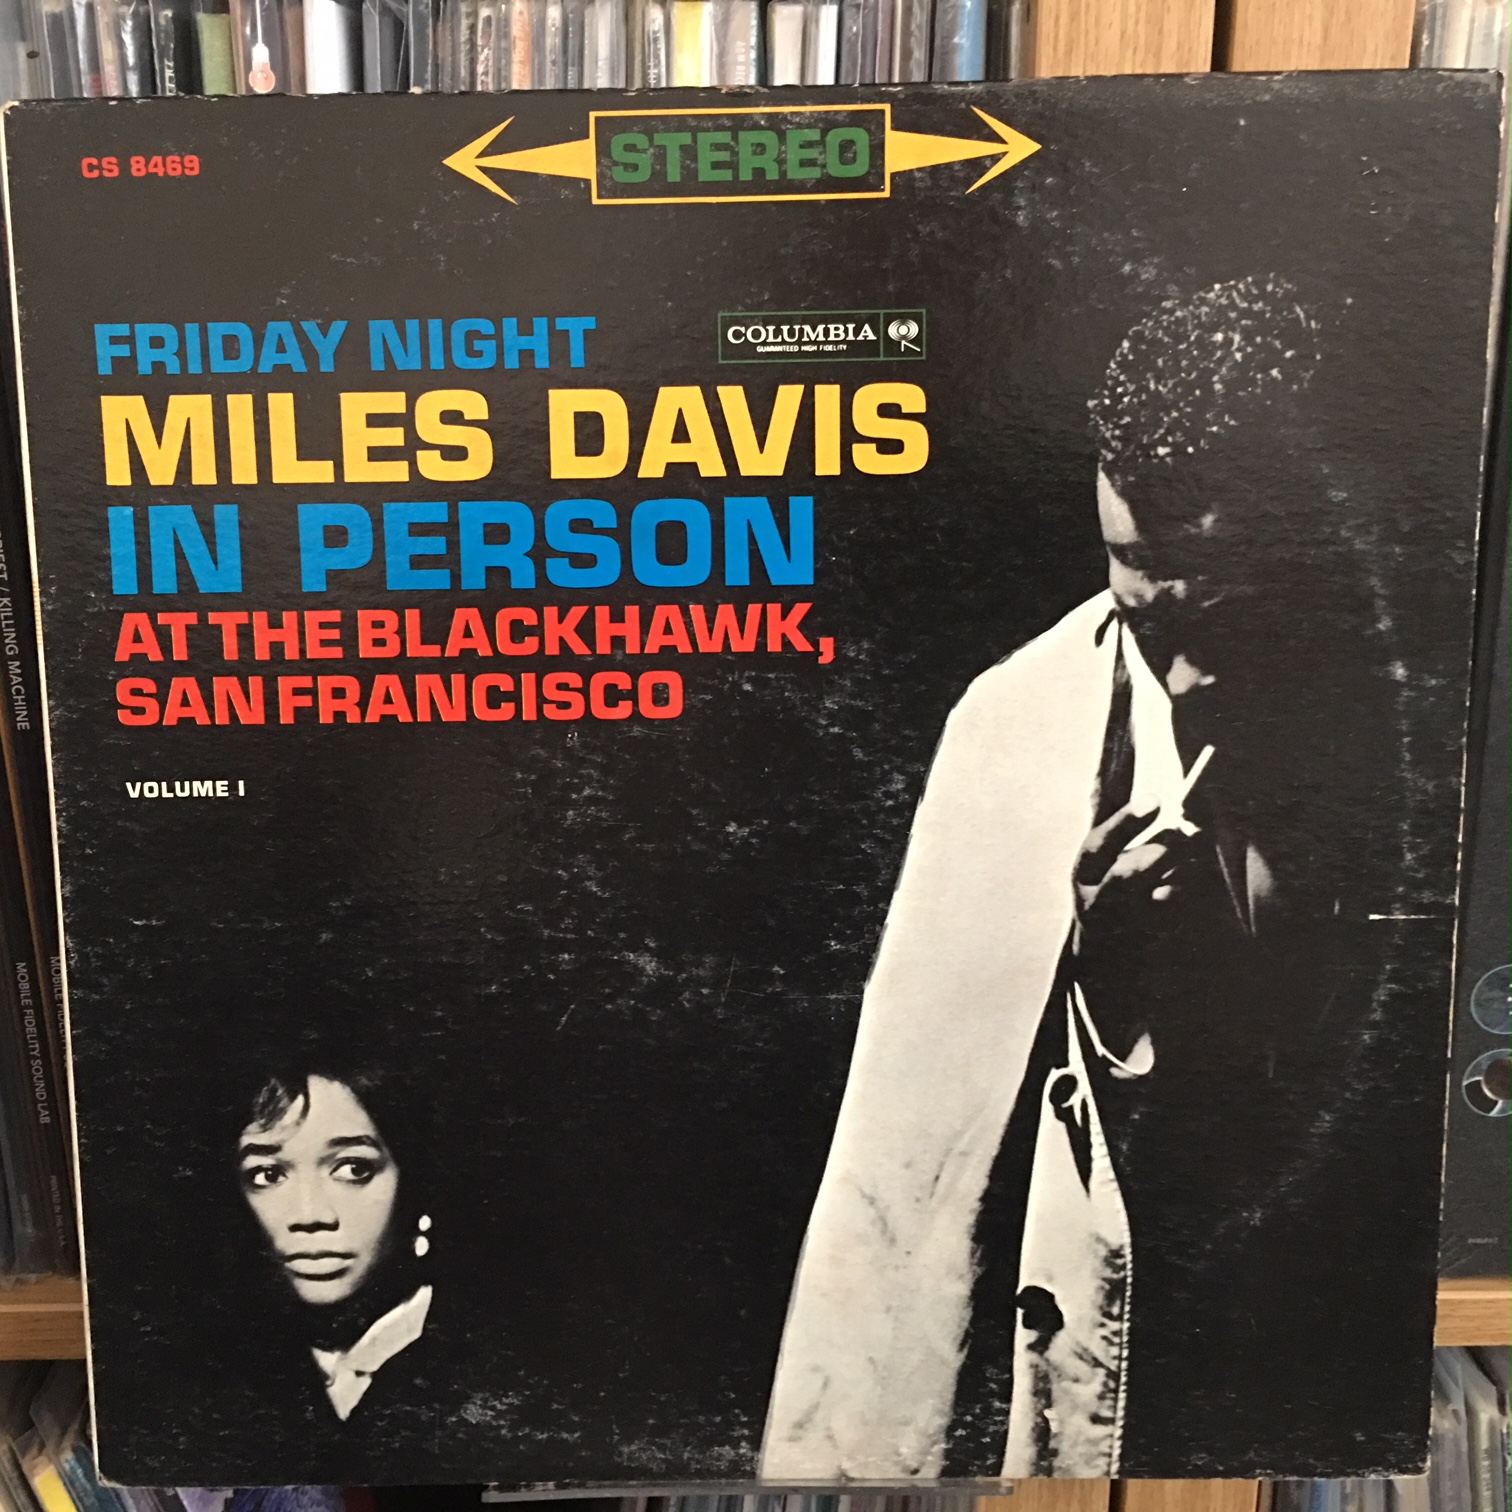 STEREO
CS 8469
FRIDAY NIGHT
COLUMBIA
GUARANTEED HIGH FIDELITY
MILES DAVIS
IN PERSON
AT THE BLACKHAWK,
SAN FRANCISCO
VOLUME I
/ KILLING MACHINE
MOBILE FIDELITY SOUND LAB
MOBILE